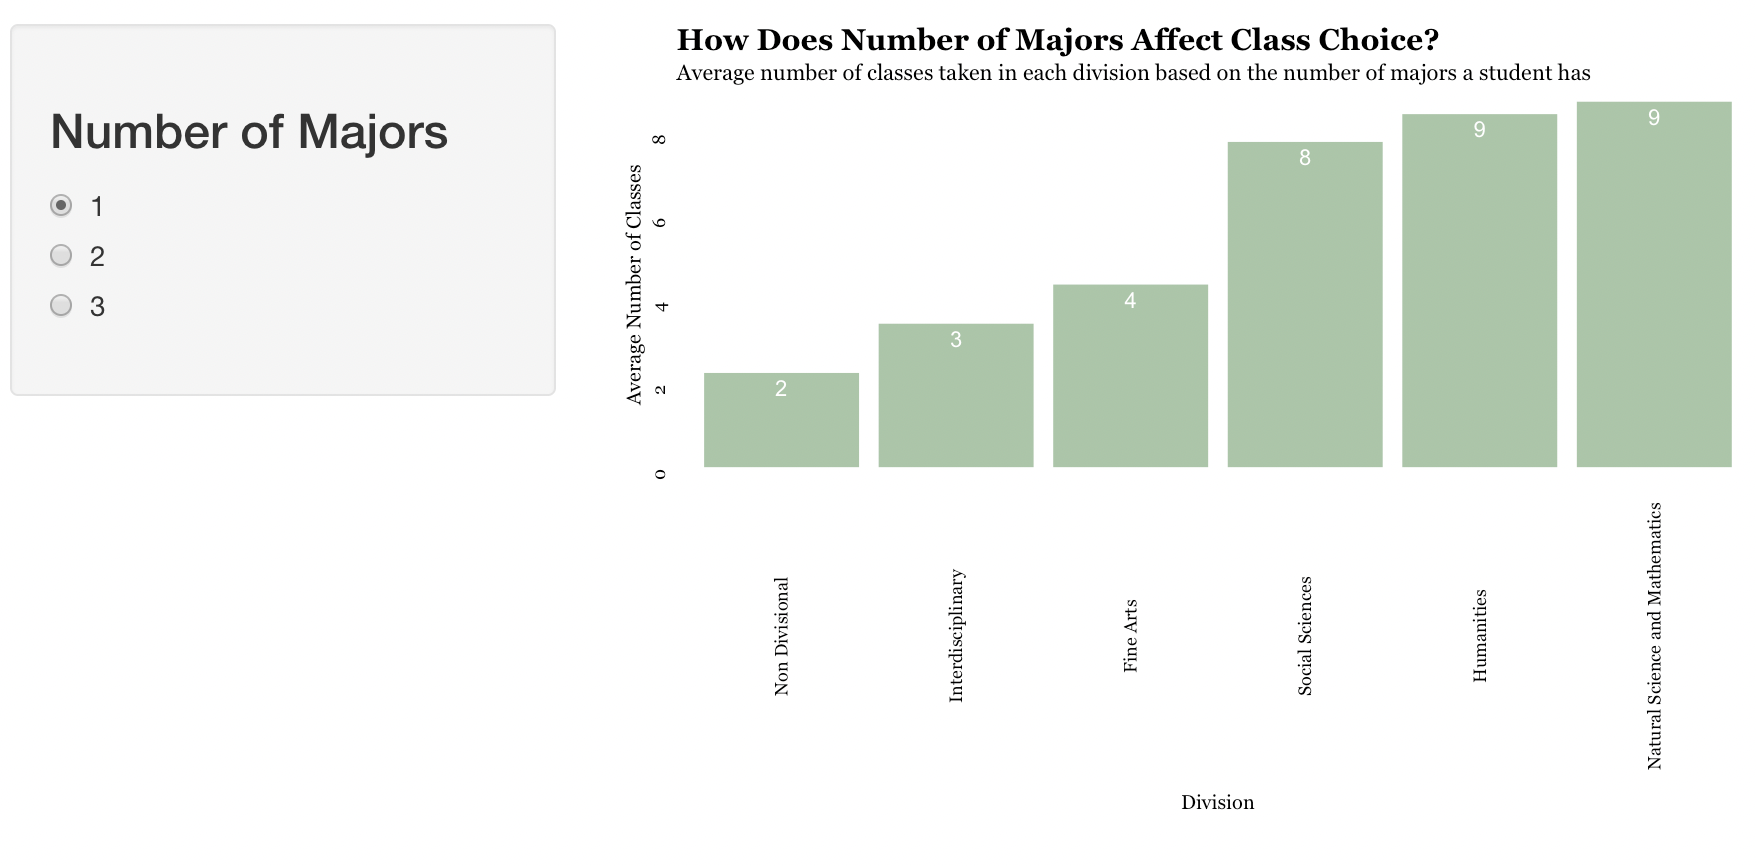 Number of Majors
1
2
3
How Does Number of Majors Affect Class Choice?
Average number of classes taken in each division based on the number of majors a student has
Average Number of Classes
8
6
4
2
0
2
3
4
8
9
9
Non Divisional
Interdisciplinary
Fine Arts
Social Sciences
Humanities
Natural Science and Mathematics
Division